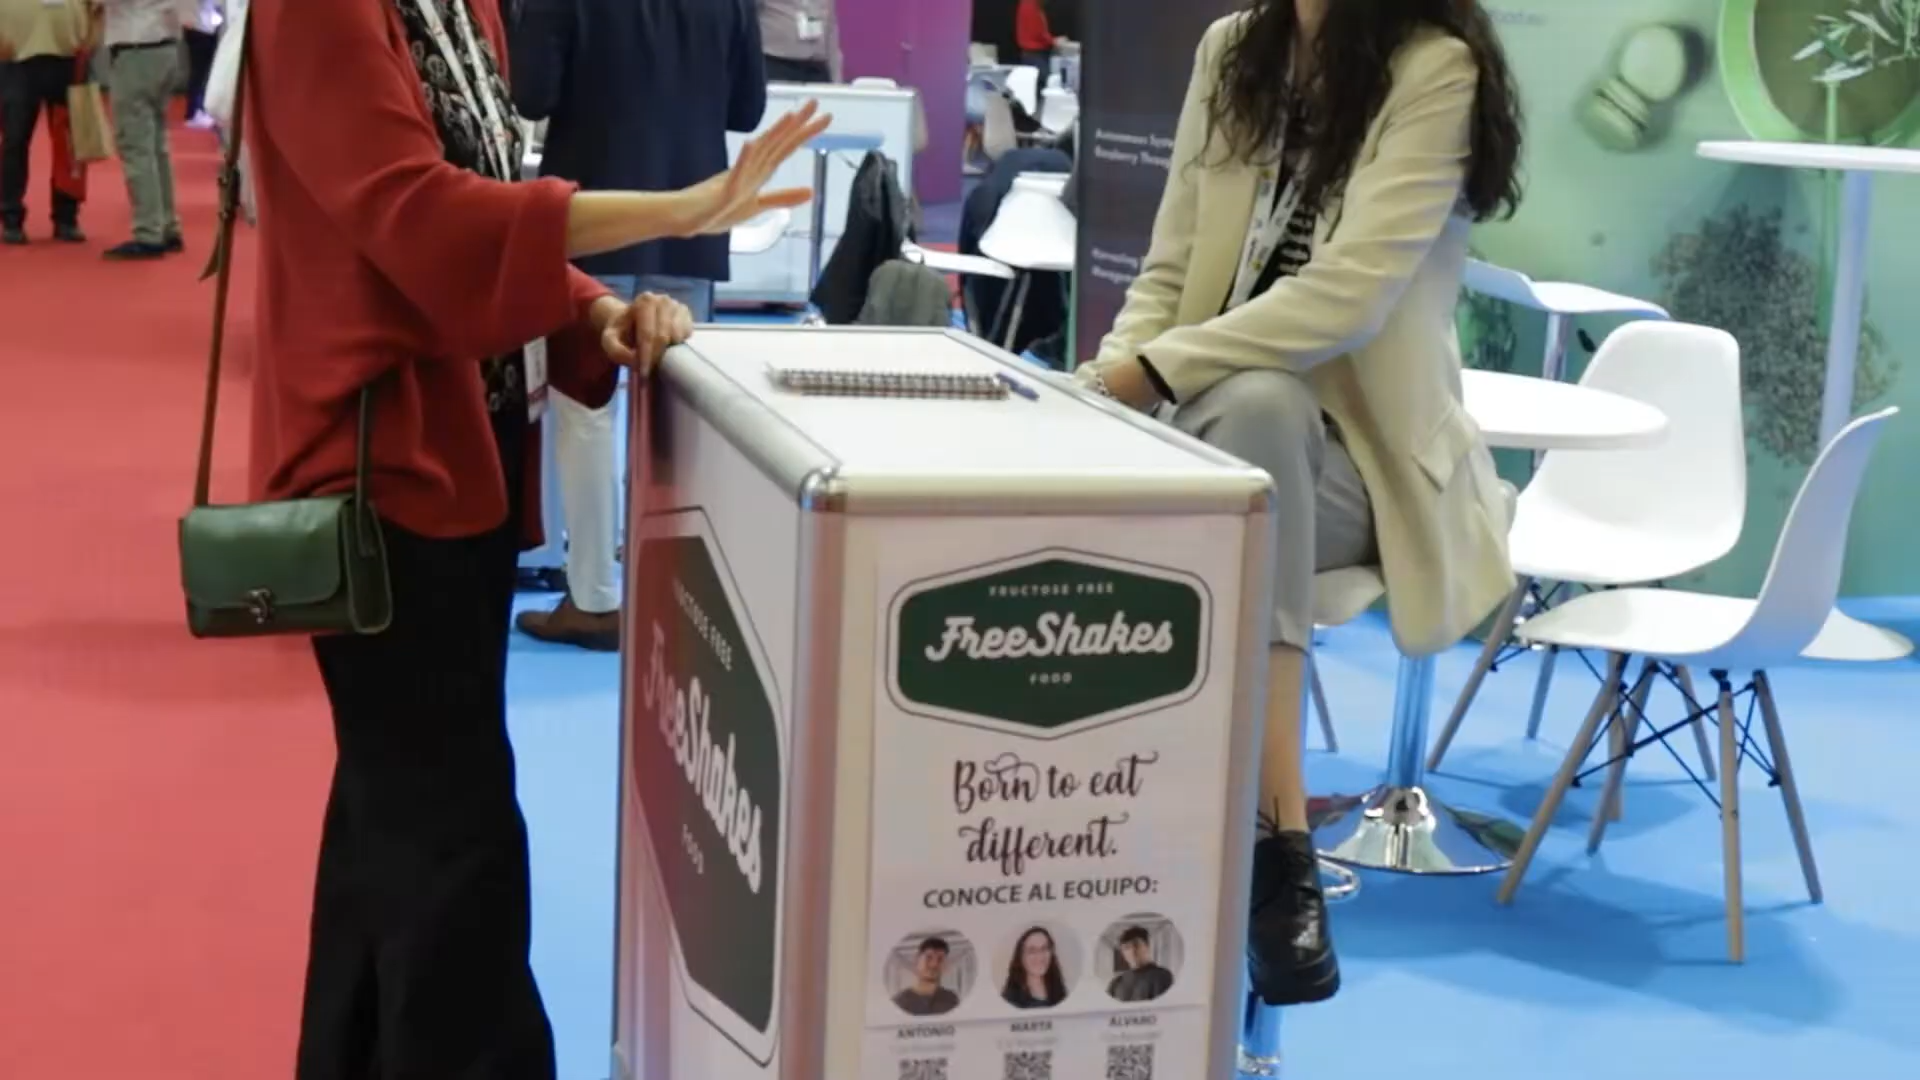 FRUCTOSE FREE
FreeShakes
FOOD
Born to eat
different.
CONOCE AL EQUIPO:
ANTONIO
MARTA
ALVARO
FRUCTOSE FREE
FreeShakes
FOOD